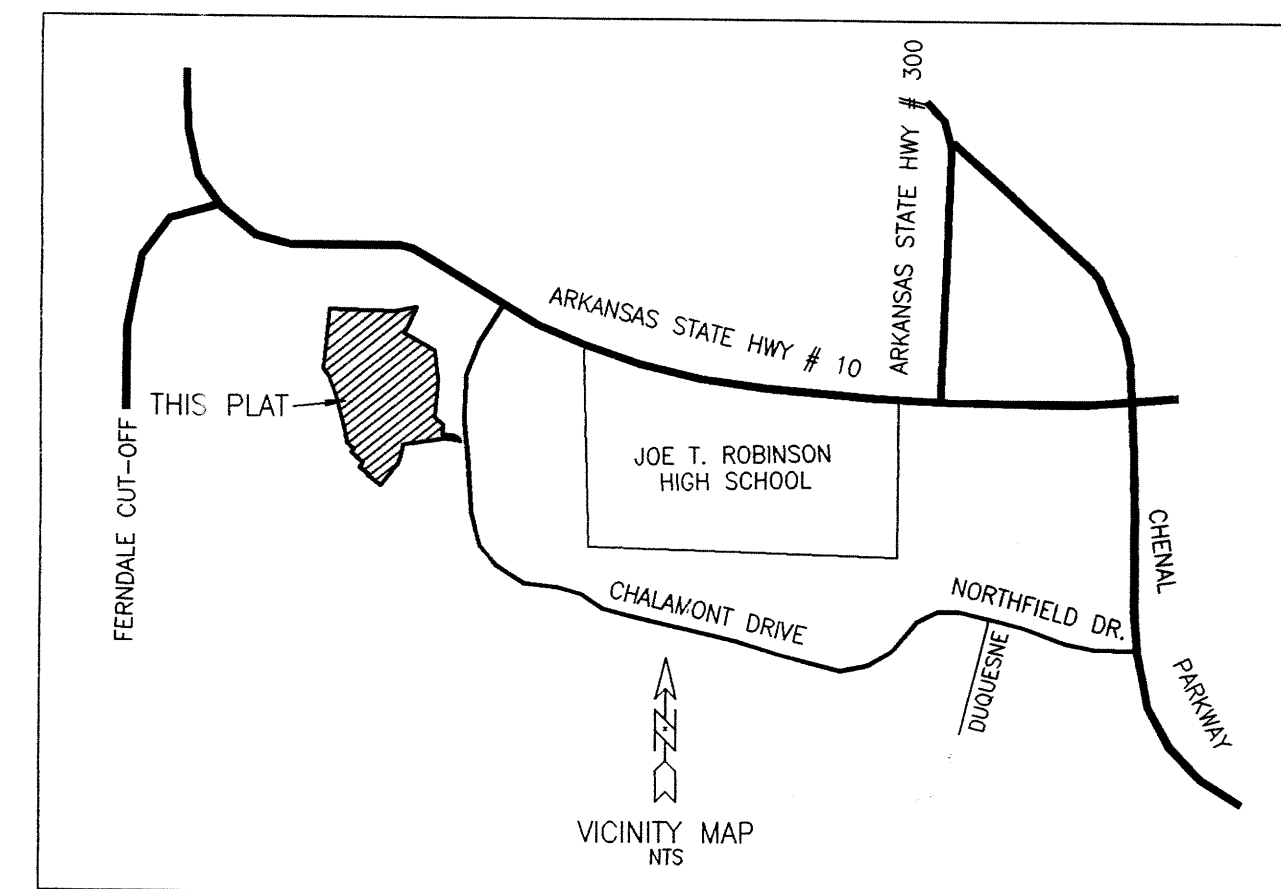 ARKANSAS STATE HWY # 300
ARKANSAS STATE HWY # 10
THIS PLAT
FERNDALE CUT-OFF
JOE T. ROBINSON
HIGH SCHOOL
CHENAL
PARKWAY
CHALAMONT DRIVE
NORTHFIELD DR.
DUQUESNE
N
VICINITY MAP
NTS